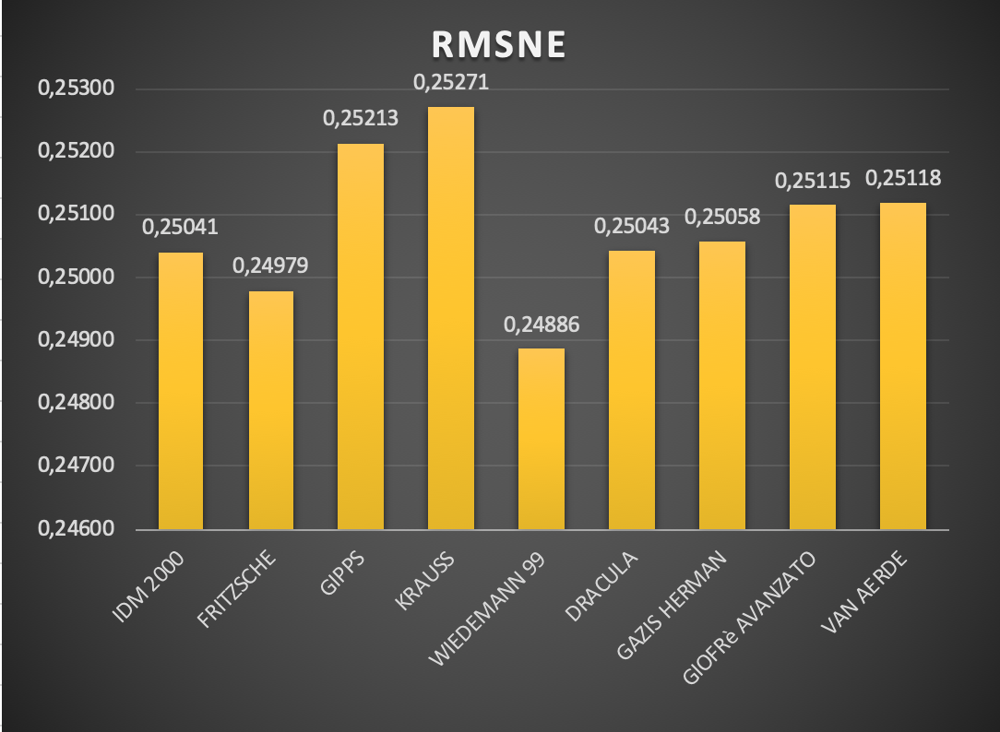 RMSNE
0,25300
0,25200
0,25100
0,25000
0,24900
0,24800
0,24700
0,24600
0,25041
0,24979
0,25213
0,25271
0,24886
0,25043
0,25058
0,25115
0,25118
IDM 2000
FRITZSCHE
GIPPS
KRAUSS
WIEDEMANN 99
DRACULA
GAZIS HERMAN
GIOFRè AVANZATO
VAN AERDE